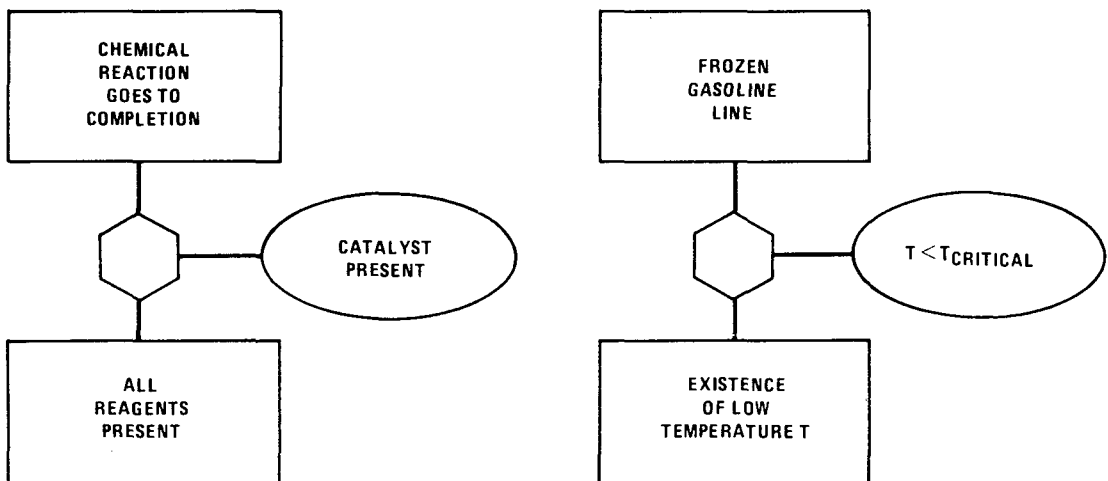 CHEMICAL
REACTION
GOES TO
COMPLETION
CATALYST
PRESENT
ALL
REAGENTS
PRESENT
FROZEN
GASOLINE
LINE
T < TCRITICAL
EXISTENCE
OF LOW
TEMPERATURE T